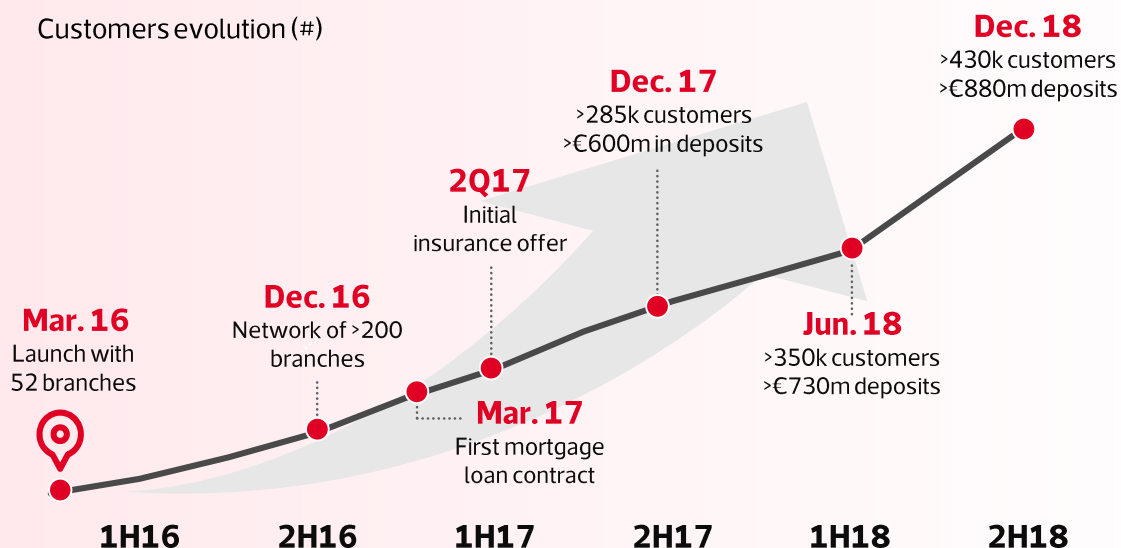 Customers evolution (#)
Mar. 16
Launch with
52 branches
Dec. 16
Network of >200
branches
Mar. 17
First mortgage
loan contract
2Q17
Initial
insurance offer
Dec. 17
>285k customers
>€600m in deposits
Jun. 18
>350k customers
>€730m deposits
Dec. 18
>430k customers
>€880m deposits
1H16
2H16
1H17
2H17
1H18
2H18